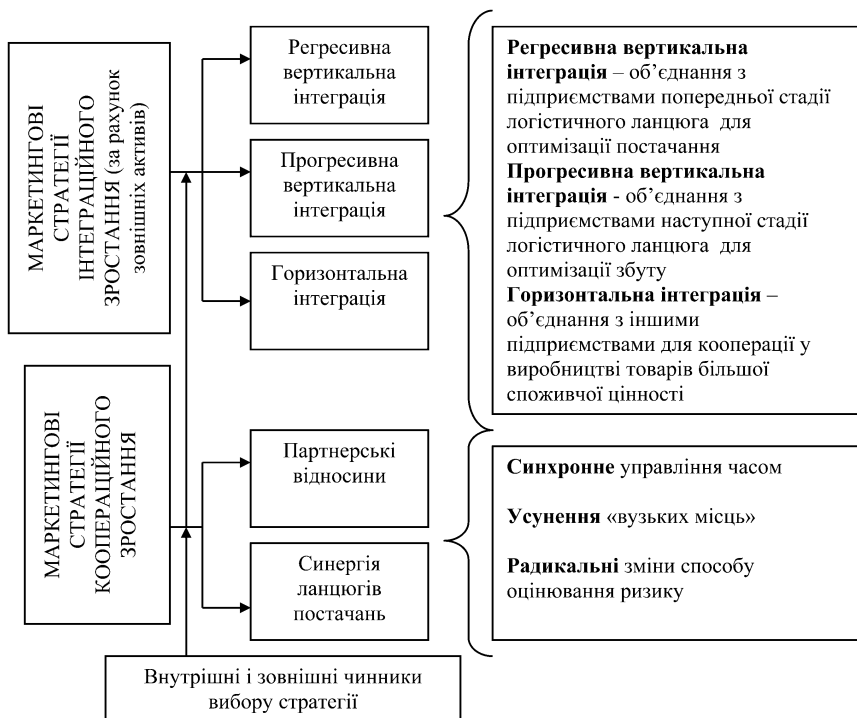 МАРКЕТИНГОВІ
СТРАТЕГІЇ
ІНТЕГРАЦІЙНОГО
ЗРОСТАННЯ (за рахунок
зовнішніх активів)
Регресивна
вертикальна
інтеграція
Прогресивна
вертикальна
інтеграція
Горизонтальна
інтеграція
Регресивна вертикальна
інтеграція – об’єднання з
підприємствами попередньої стадії
логістичного ланцюга для
оптимізації постачання
Прогресивна вертикальна
інтеграція - об’єднання з
підприємствами наступної стадії
логістичного ланцюга для
оптимізації збуту
Горизонтальна інтеграція –
об’єднання з іншими
підприємствами для кооперації у
виробництві товарів більшої
споживчої цінності
МАРКЕТИНГОВІ
СТРАТЕГІЇ
КООПЕРАЦІЙНОГО
ЗРОСТАННЯ
Партнерські
відносини
Синергія
ланцюгів
постачань
Синхронне управління часом
Усунення «вузьких місць»
Радикальні зміни способу
оцінювання ризику
Внутрішні і зовнішні чинники
вибору стратегії